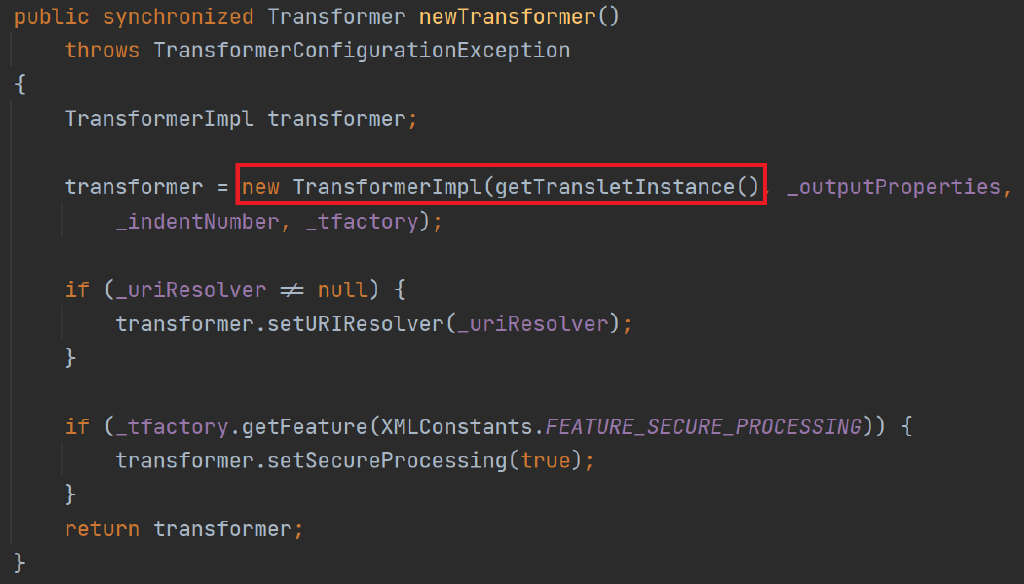 public synchronized Transformer newTransformer()
throws TransformerConfigurationException
{
TransformerImpl transformer;
transformer = new TransformerImpl(getTransletInstance(), _outputProperties,
_indentNumber, _tfactory);
if (_uriResolver ≠ null) {
transformer.setURIResolver(_uriResolver);
}
if (_tfactory.getFeature(XMLConstants.FEATURE_SECURE_PROCESSING)) {
transformer.setSecureProcessing(true);
}
return transformer;
}